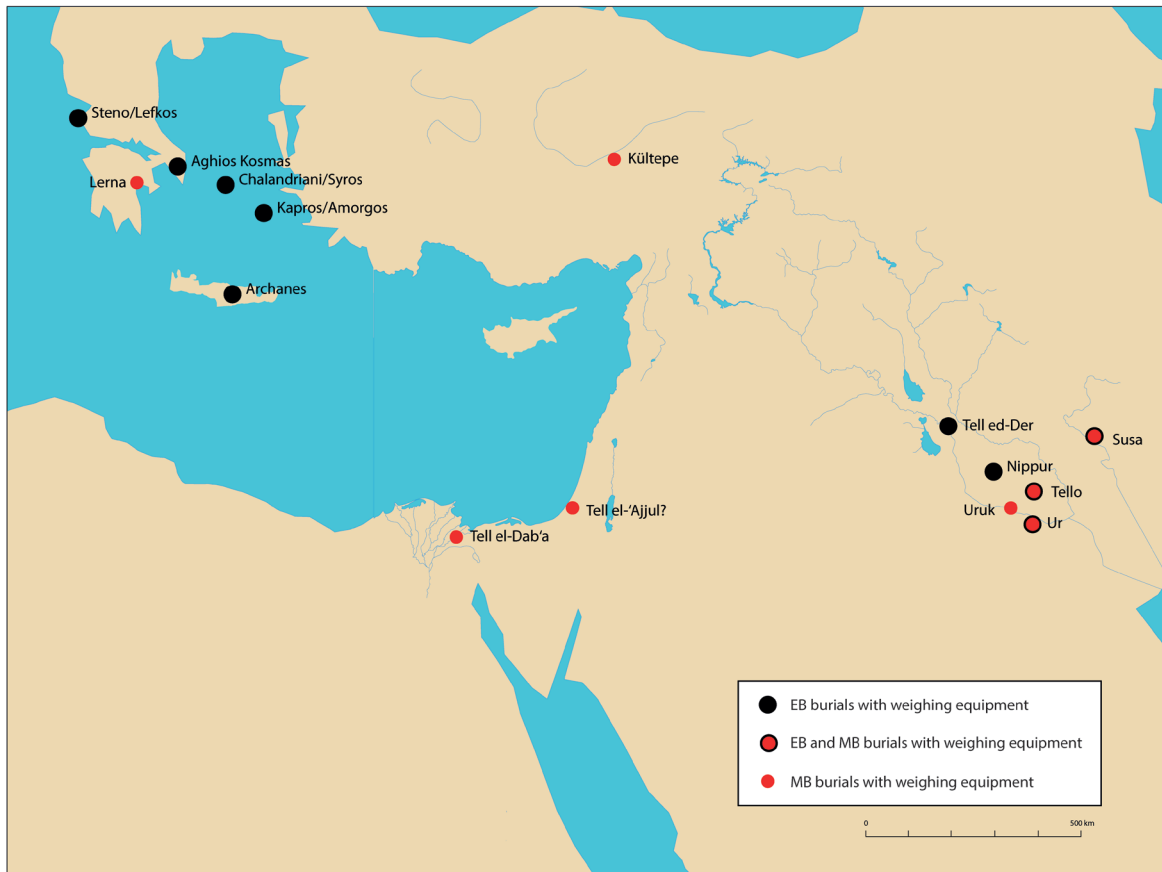 Steno/Lefkos
Aghios Kosmas
Kültepe
Lerna
Chalandriani/Syros
Kapros/Amorgos
Archanes
Tell ed-Der
Susa
Nippur
Tello
Uruk
Tell el-‘Ajjul?
Ur
Tell el-Dab‘a
EB burials with weighing equipment
EB and MB burials with weighing equipment
MB burials with weighing equipment
0 500 km